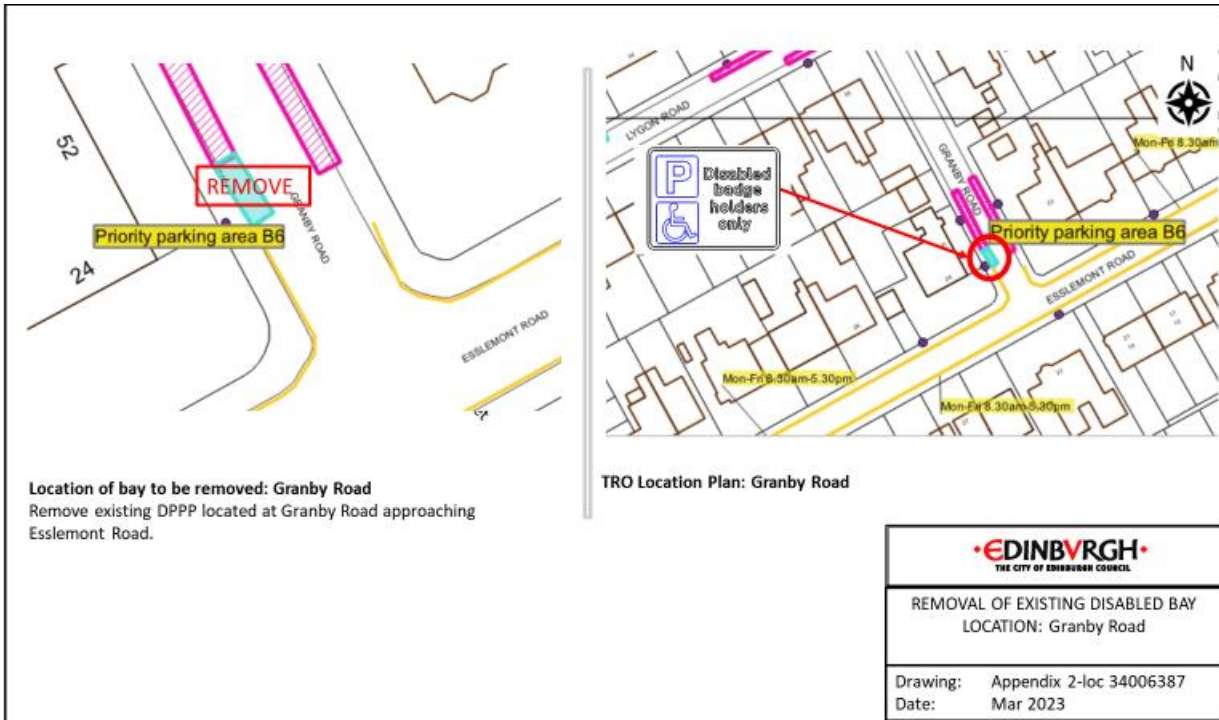 52
24
REMOVE
GRANBY ROAD
Priority parking area B6
ESSLEMONT ROAD
Location of bay to be removed: Granby Road
Remove existing DPPP located at Granby Road approaching
Esslemont Road.
N
LYGON ROAD
Mon-Fri 8.30am
P
Disabled
badge
holders
only
GRANBY ROAD
Priority parking area B6
ESSLEMONT ROAD
Mon-Fri 8.30am-5.30pm
Mon-Fri 8.30am-5.30pm
TRO Location Plan: Granby Road
•EDINBVRGH•
THE CITY OF EDINBURGH COUNCIL
REMOVAL OF EXISTING DISABLED BAY
LOCATION: Granby Road
Drawing: Appendix 2-loc 34006387
Date: Mar 2023